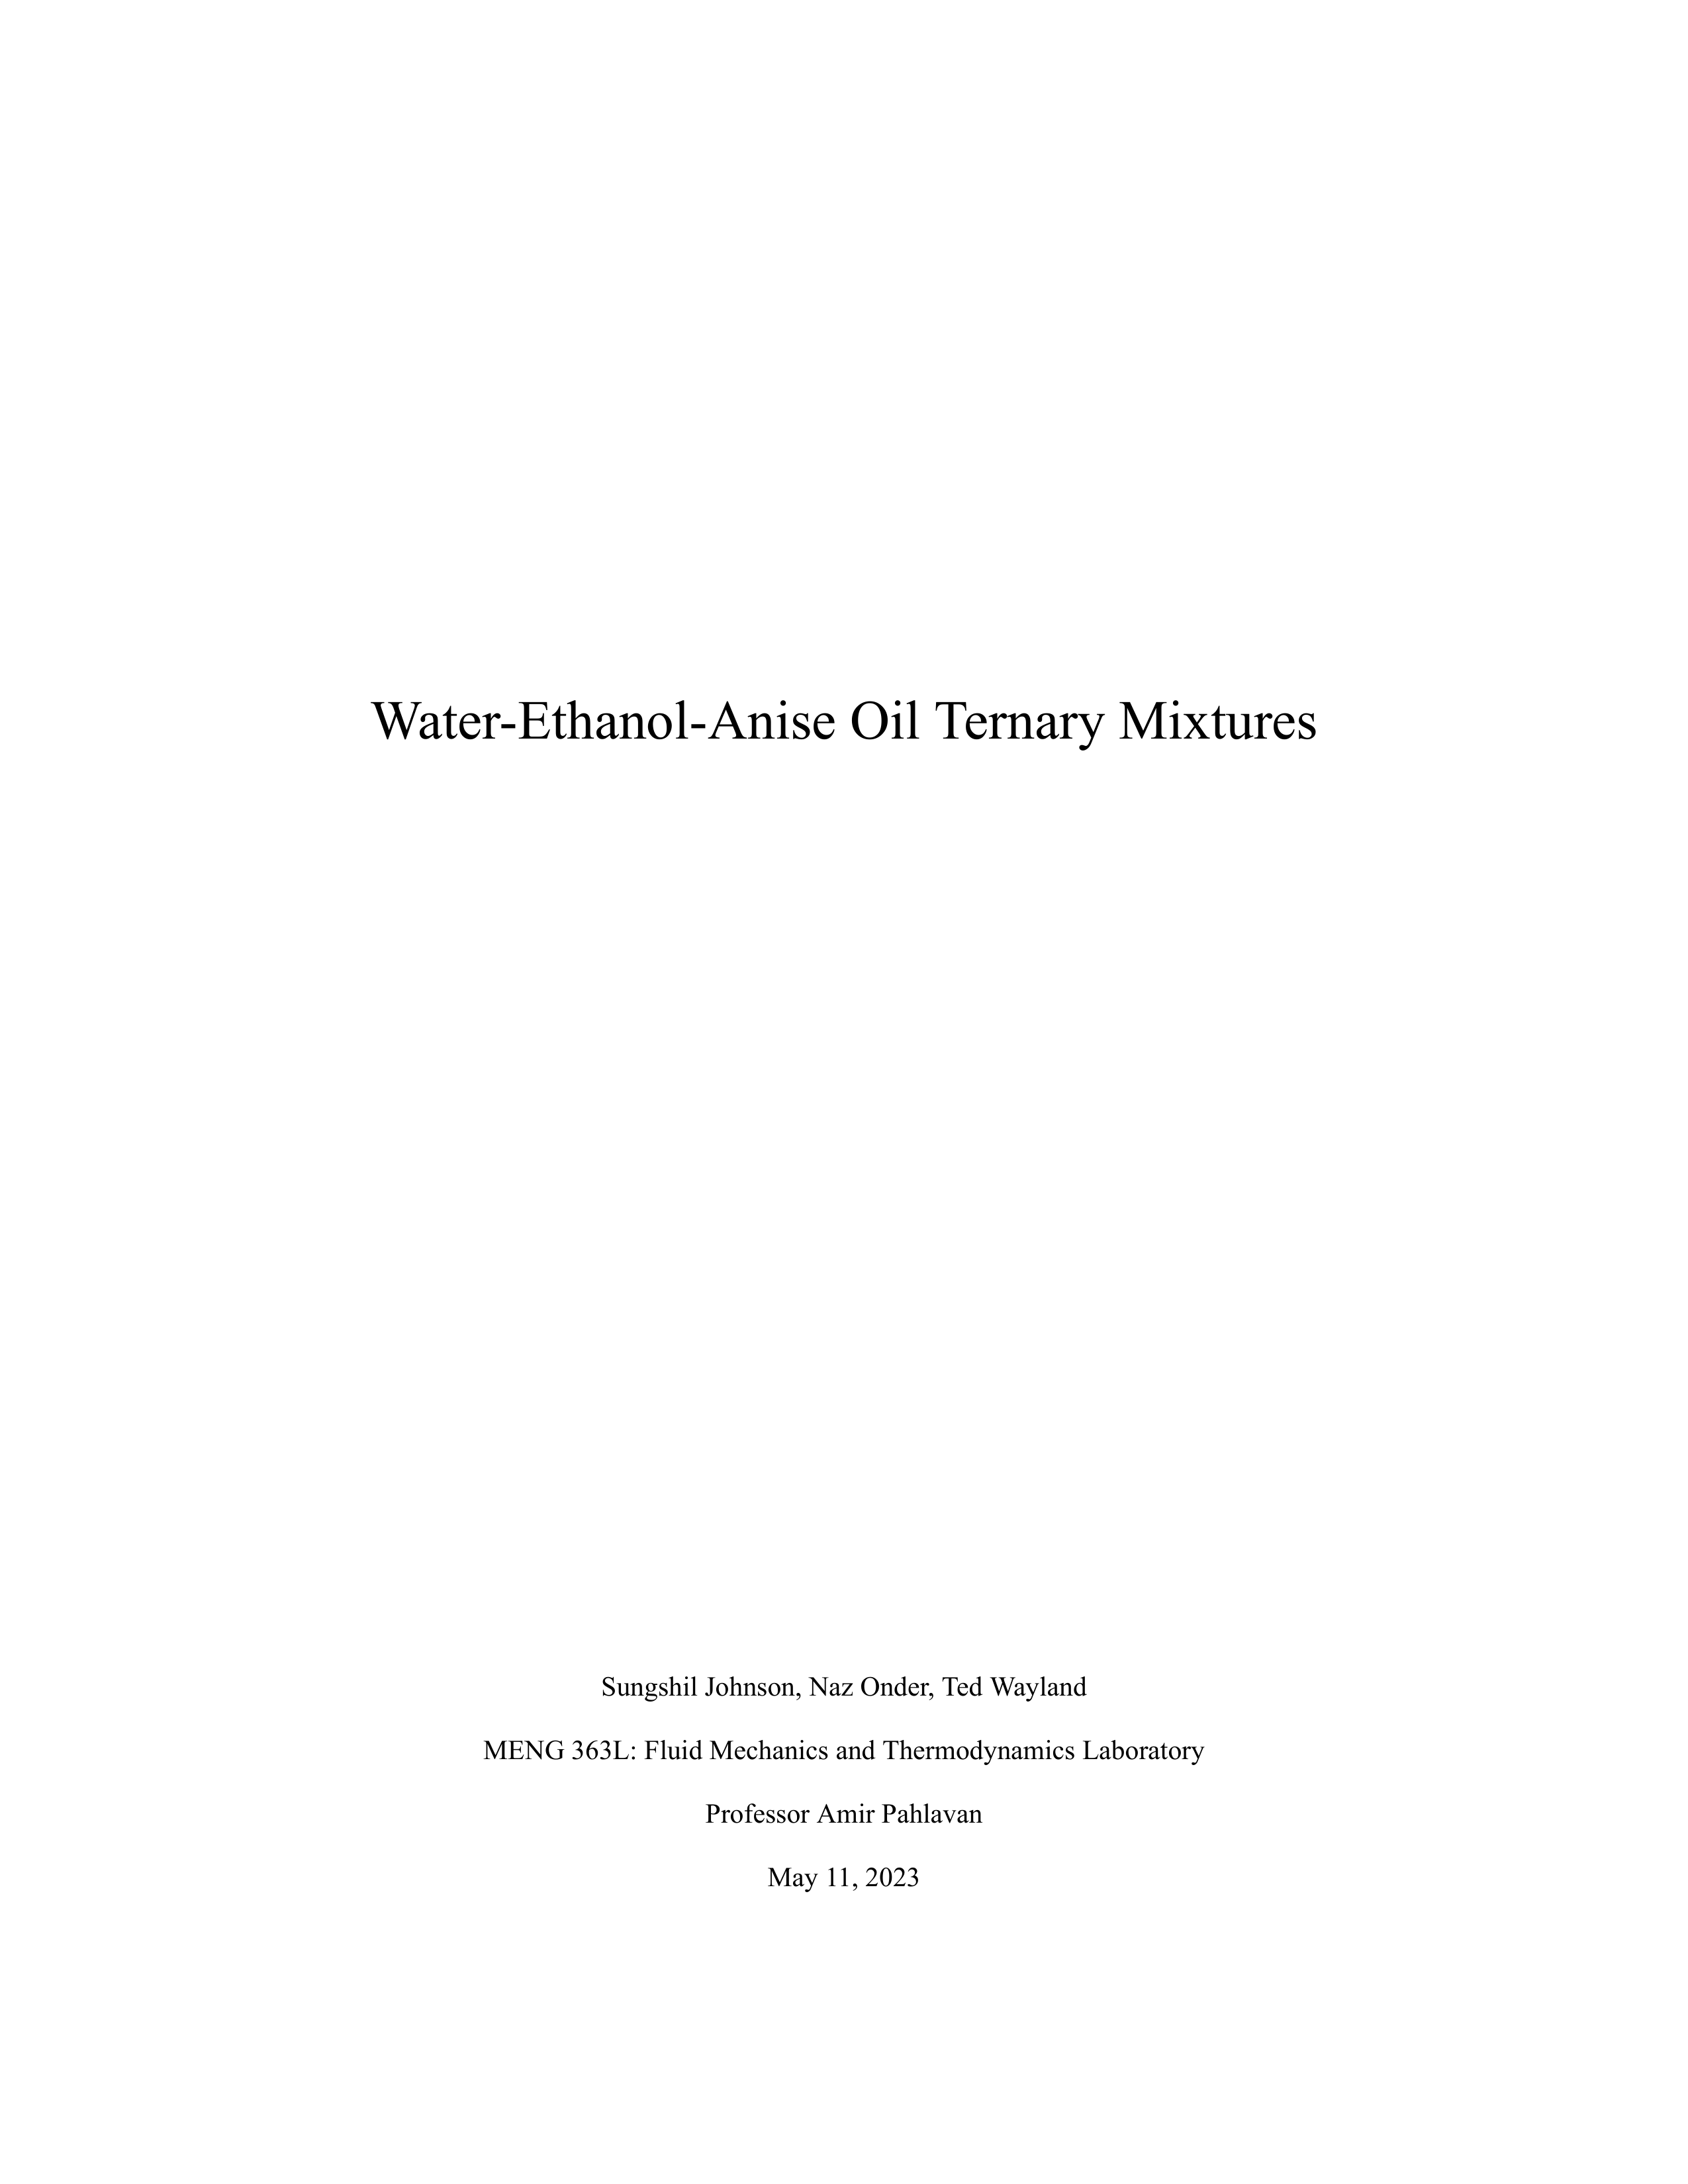 Water-Ethanol-Anise Oil Ternary Mixtures
Sungshil Johnson, Naz Onder, Ted Wayland
MENG 363L: Fluid Mechanics and Thermodynamics Laboratory
Professor Amir Pahlavan
May 11, 2023